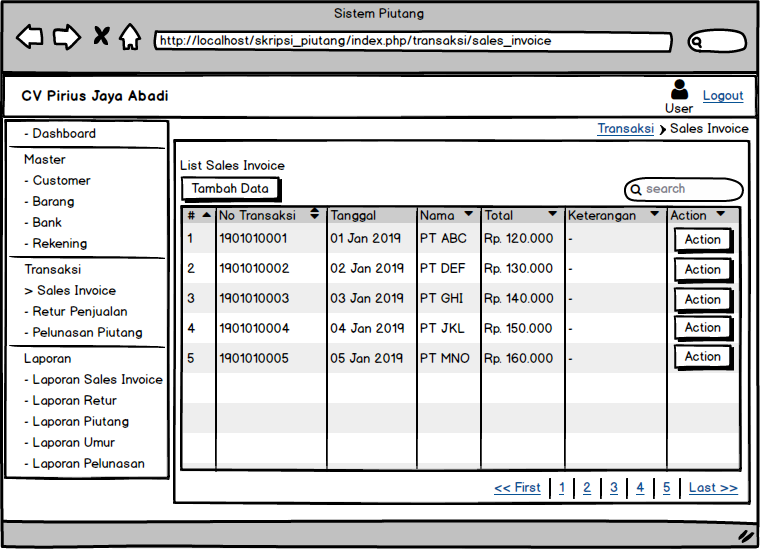 Sistem Piutang
http://localhost/skripsi_piutang/index.php/transaksi/sales_invoice
CV Pirius Jaya Abadi
User
Logout
- Dashboard
Master
- Customer
- Barang
- Bank
- Rekening
Transaksi
> Sales Invoice
- Retur Penjualan
- Pelunasan Piutang
Laporan
- Laporan Sales Invoice
- Laporan Retur
- Laporan Piutang
- Laporan Umur
- Laporan Pelunasan
Transaksi > Sales Invoice
List Sales Invoice
Tambah Data
search
# No Transaksi Tanggal Nama Total Keterangan Action
1 1901010001 01 Jan 2019 PT ABC Rp. 120.000 - Action
2 1901010002 02 Jan 2019 PT DEF Rp. 130.000 - Action
3 1901010003 03 Jan 2019 PT GHI Rp. 140.000 - Action
4 1901010004 04 Jan 2019 PT JKL Rp. 150.000 - Action
5 1901010005 05 Jan 2019 PT MNO Rp. 160.000 - Action
<< First | 1 | 2 | 3 | 4 | 5 | Last >>